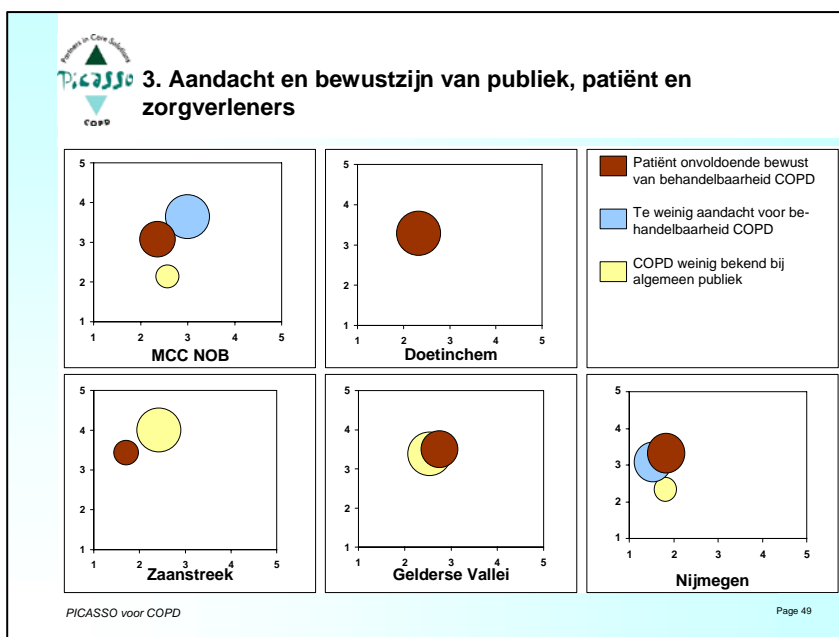 Partners in Care Solutions
Picasso
COPD
3. Aandacht en bewustzijn van publiek, patiënt en
zorgverleners
5
4
3
2
1
1 2 3 4 5
MCC NOB
5
4
3
2
1
1 2 3 4 5
Doetinchem
Patiënt onvoldoende bewust
van behandelbaarheid COPD
Te weinig aandacht voor be-
handelbaarheid COPD
COPD weinig bekend bij
algemeen publiek
5
4
3
2
1
1 2 3 4 5
Zaanstreek
5
4
3
2
1
1 2 3 4 5
Gelderse Vallei
5
4
3
2
1
1 2 3 4 5
Nijmegen
PICASSO voor COPD
Page 49